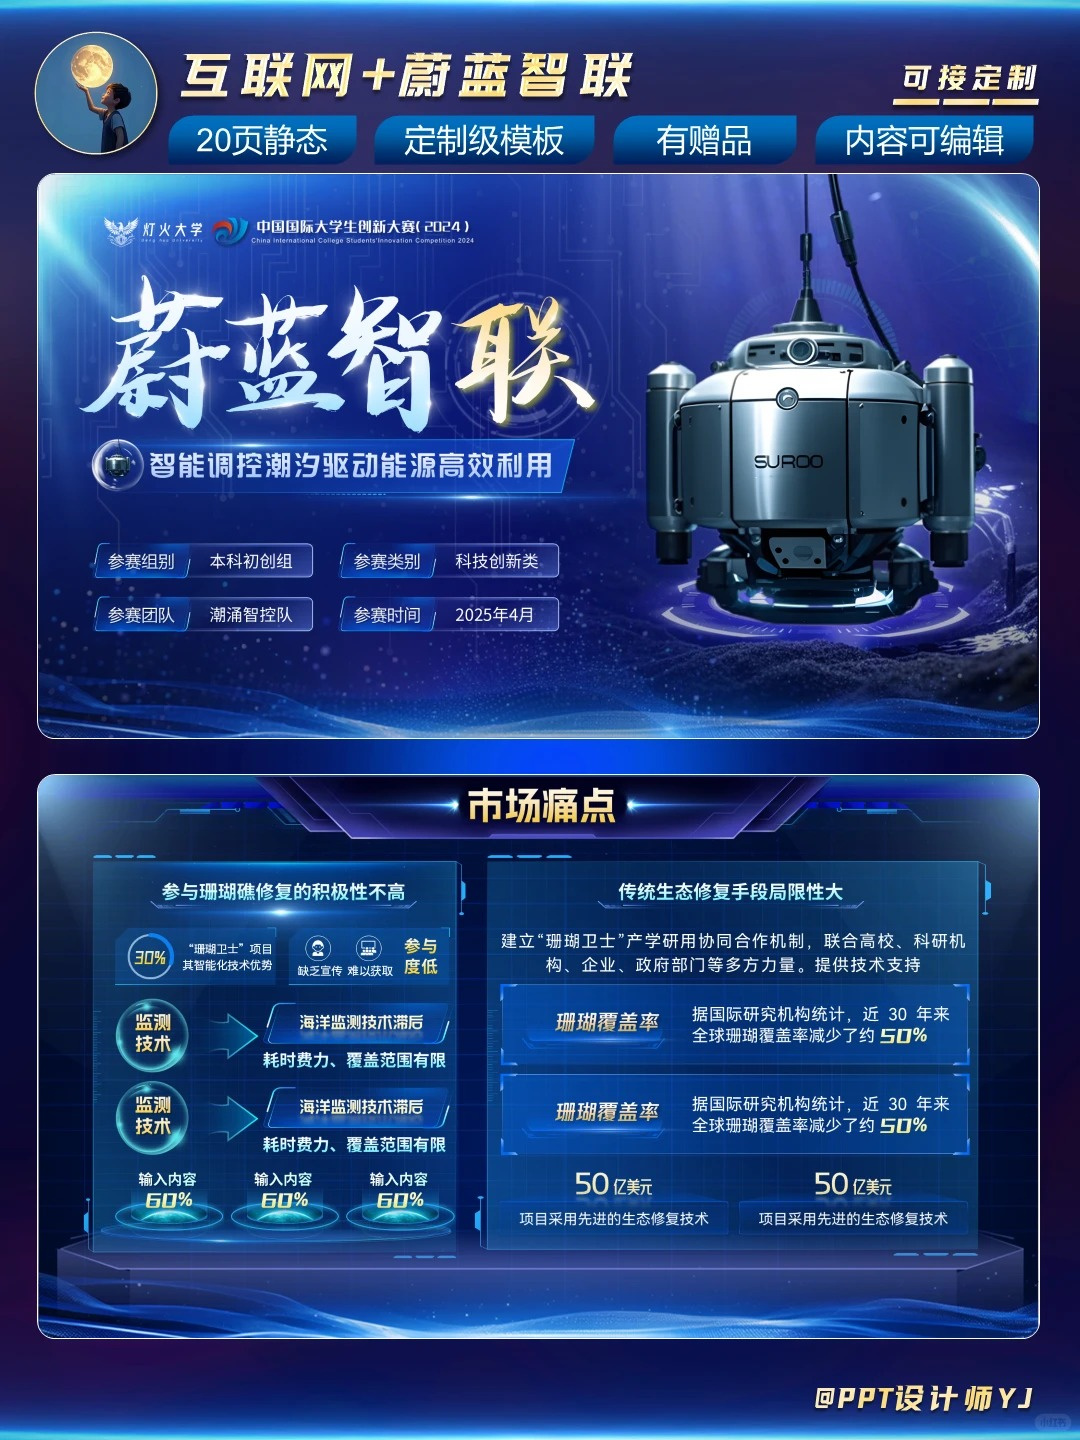 互联网+蔚蓝智联
可接定制
20页静态
定制级模板
有赠品
内容可编辑
灯火大学
中国国际大学生创新大赛(2024)
China International College Students'Innovation Competition 2024
蔚蓝智联
智能调控潮汐驱动能源高效利用
参赛组别 本科初创组
参赛类别 科技创新类
参赛团队 潮涌智控队
参赛时间 2025年4月
SUROO
市场痛点
参与珊瑚礁修复的积极性不高
30%
“珊瑚卫士”项目
其智能化技术优势
缺乏宣传 难以获取
参与
度低
监测
技术
海洋监测技术滞后
耗时费力、覆盖范围有限
监测
技术
海洋监测技术滞后
耗时费力、覆盖范围有限
输入内容
60%
输入内容
60%
输入内容
60%
传统生态修复手段局限性大
建立“珊瑚卫士”产学研用协同合作机制，联合高校、科研机
构、企业、政府部门等多方力量。提供技术支持
珊瑚覆盖率
据国际研究机构统计，近 30 年来
全球珊瑚覆盖率减少了约 50%
珊瑚覆盖率
据国际研究机构统计，近 30 年来
全球珊瑚覆盖率减少了约 50%
50亿美元
项目采用先进的生态修复技术
50亿美元
项目采用先进的生态修复技术
@PPT设计师YJ
小红书